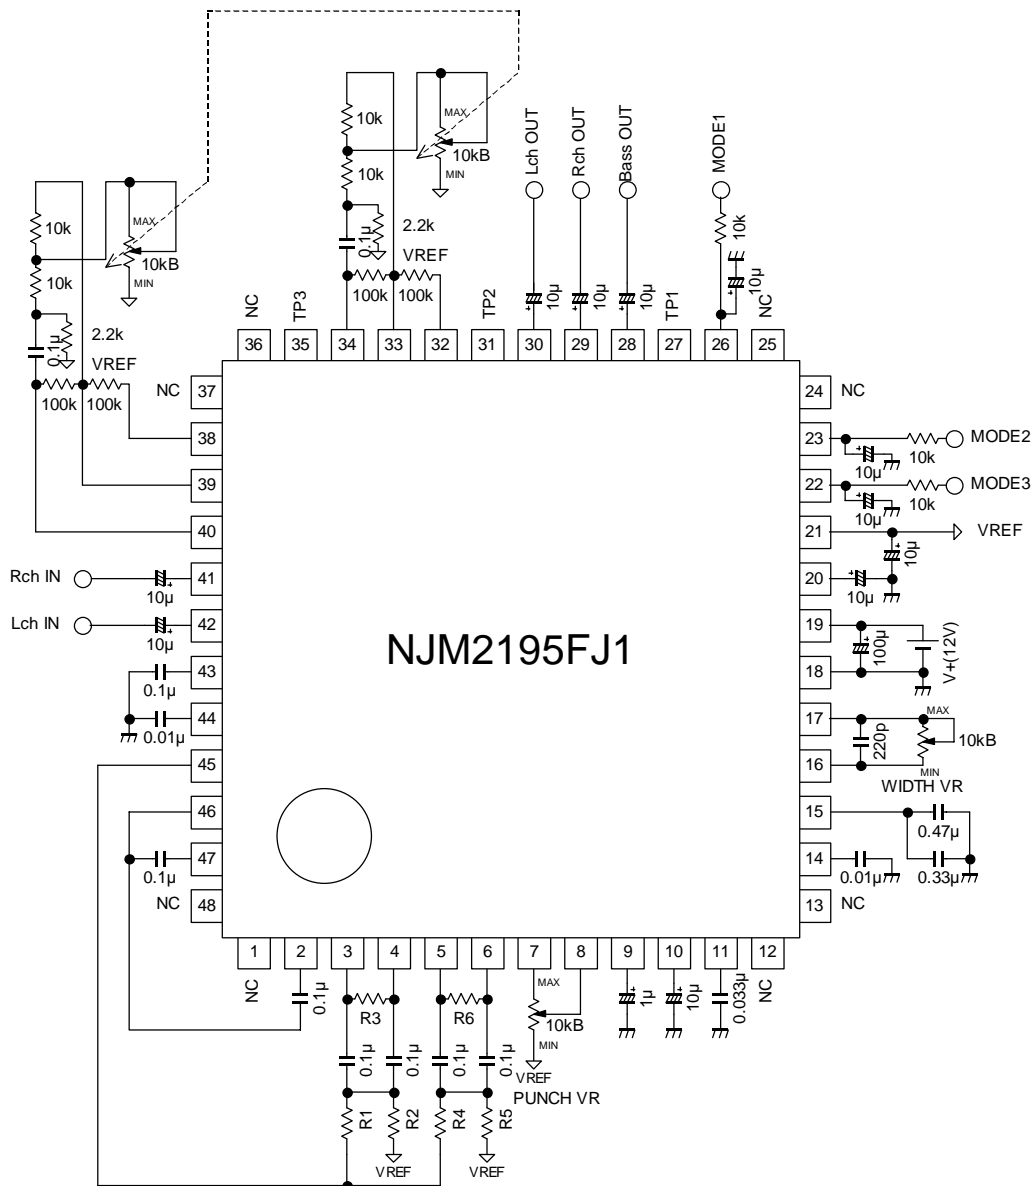 10k
MAX
10kB
MIN
10k
0.1µ
2.2k
VREF
100k
100k
Lch OUT
Rch OUT
Bass OUT
MODE1
10k
10µ
10µ
10µ
10µ
10k
MAX
10kB
MIN
10k
0.1µ
2.2k
VREF
100k
100k
NC
TP3
TP2
TP1
NC
36
35
34
33
32
31
30
29
28
27
26
25
NC
37
38
39
40
Rch IN
10µ
41
Lch IN
10µ
42
0.1µ
43
0.01µ
44
45
46
0.1µ
47
NC
48
NJM2195FJ1
24
NC
23
10µ
10k
MODE2
22
10µ
10k
MODE3
21
10µ
VREF
20
10µ
19
100µ
V+(12V)
18
17
220p
MAX
10kB
16
MIN
WIDTH VR
15
0.47µ
0.33µ
14
0.01µ
13
NC
1
2
3
4
5
6
7
8
9
10
11
12
NC
0.1µ
R3
R6
MAX
10kB
MIN
VREF
PUNCH VR
1µ
10µ
0.033µ
NC
0.1µ
0.1µ
0.1µ
0.1µ
R1
R2
R4
R5
VREF
VREF